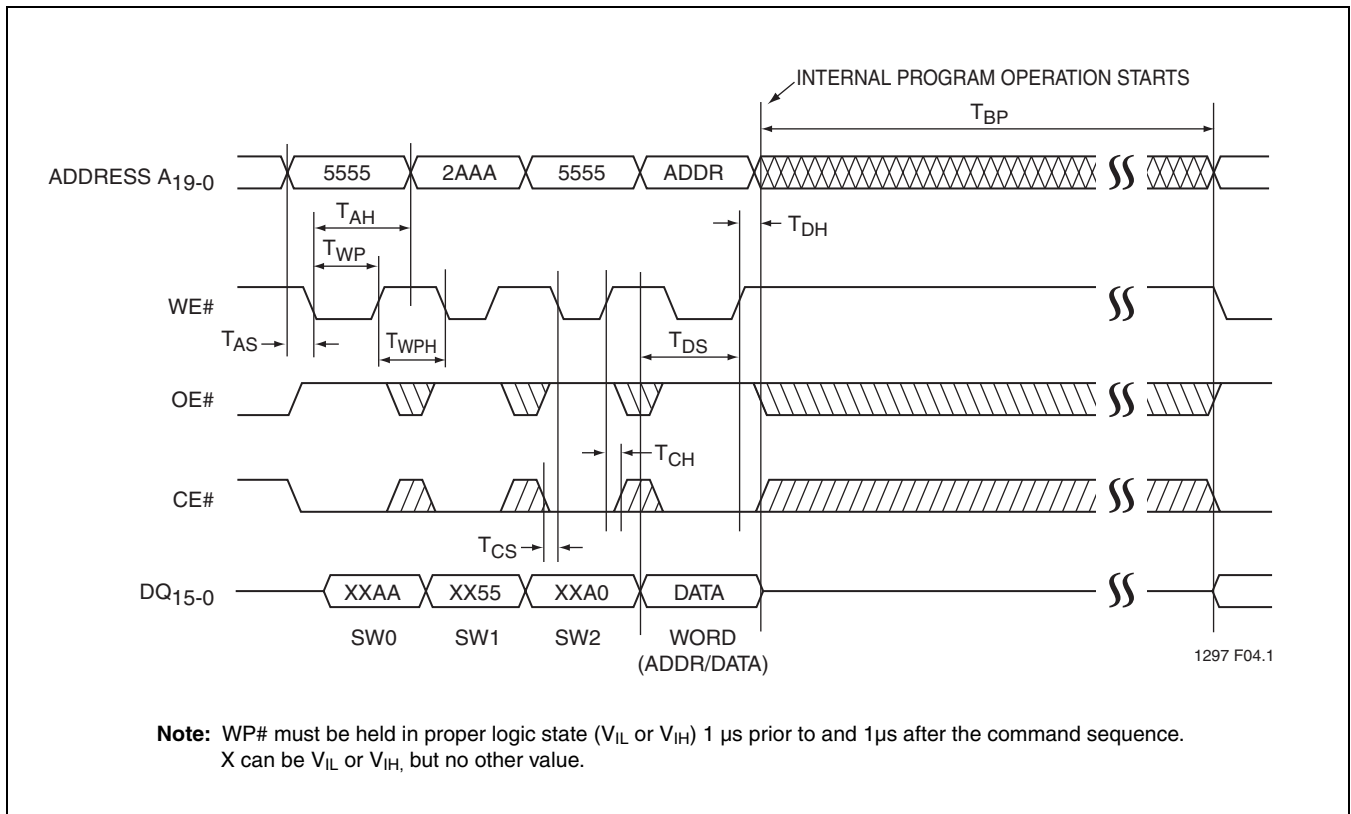 INTERNAL PROGRAM OPERATION STARTS
TBP
ADDRESS A19-0
5555
2AAA
5555
ADDR
TAH
TDH
TWP
WE#
TAS
TWPH
TDS
OE#
TCH
CE#
TCS
DQ15-0
XXAA
XX55
XXA0
DATA
SW0
SW1
SW2
WORD
(ADDR/DATA)
1297 F04.1
Note: WP# must be held in proper logic state (VIL or VIH) 1 µs prior to and 1µs after the command sequence.
X can be VIL or VIH, but no other value.